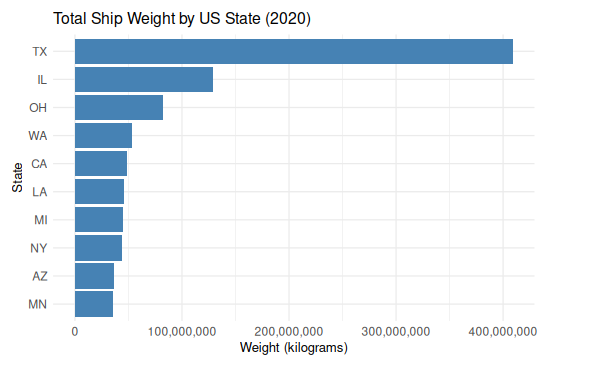 Total Ship Weight by US State (2020)
TX
IL
OH
WA
CA
LA
MI
NY
AZ
MN
State
0 100,000,000 200,000,000 300,000,000 400,000,000
Weight (kilograms)